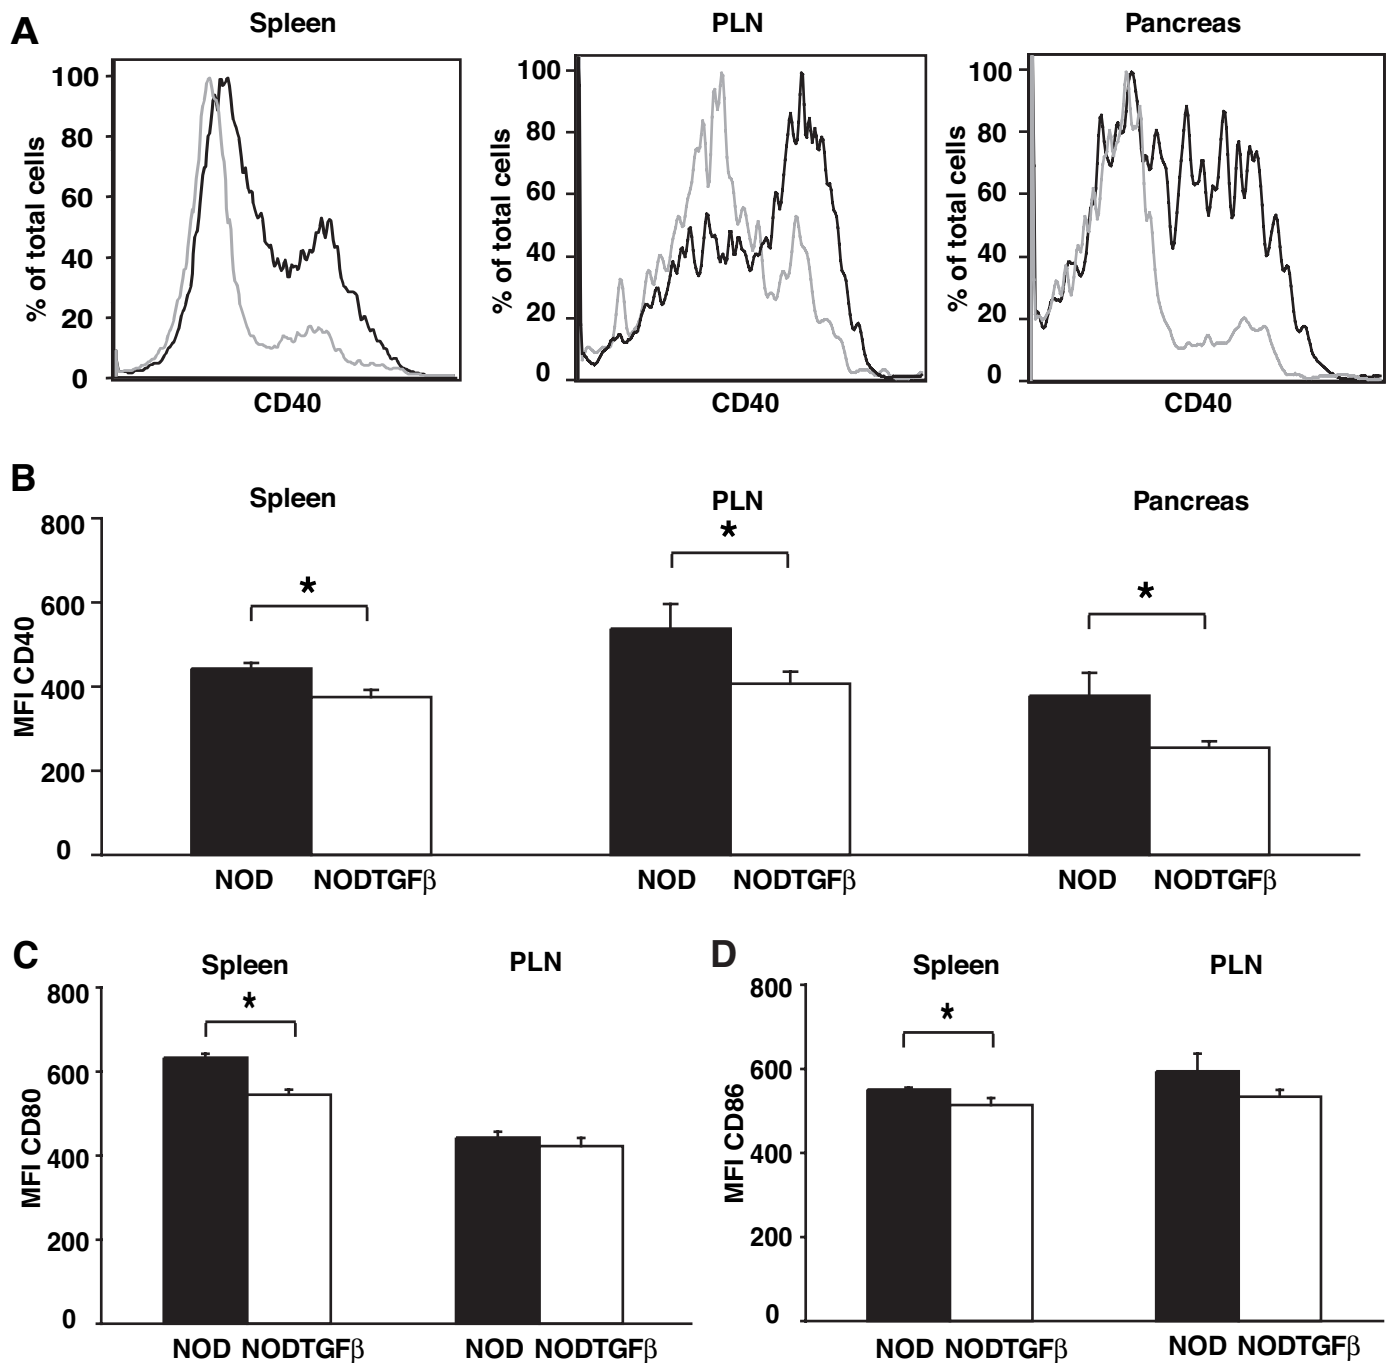 A
Spleen
PLN
Pancreas
% of total cells
100
80
60
40
20
0
CD40
% of total cells
100
80
60
40
20
0
CD40
% of total cells
100
80
60
40
20
0
CD40
B
Spleen
PLN
Pancreas
MFI CD40
800
600
400
200
0
*
*
*
NOD NODTGFβ
NOD NODTGFβ
NOD NODTGFβ
C
Spleen
PLN
MFI CD80
800
600
400
200
0
*
NOD NODTGFβ
NOD NODTGFβ
D
Spleen
PLN
MFI CD86
800
600
400
200
0
*
NOD NODTGFβ
NOD NODTGFβ